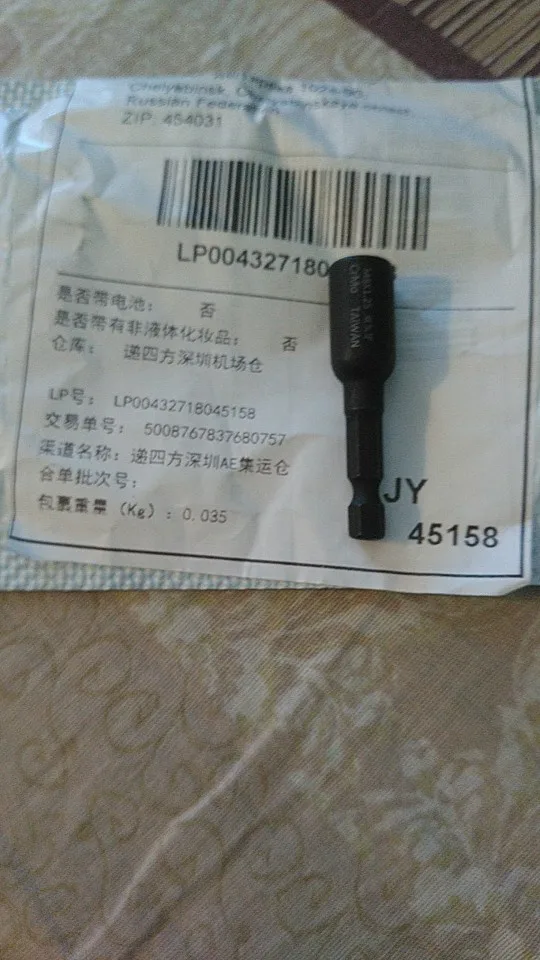 Chelyabinsk,
Russian Federation
ZIP: 454031
LP004327180
是否带电池： 否
是否带有非液体化妆品： 否
仓库： 递四方深圳机场仓
LP号： LP00432718045158
交易单号： 5008767837680757
渠道名称：递四方深圳AE集运仓
合单批次号：
包裹重量（Kg）：0.035
JY
45158
CrMo TAIWAN